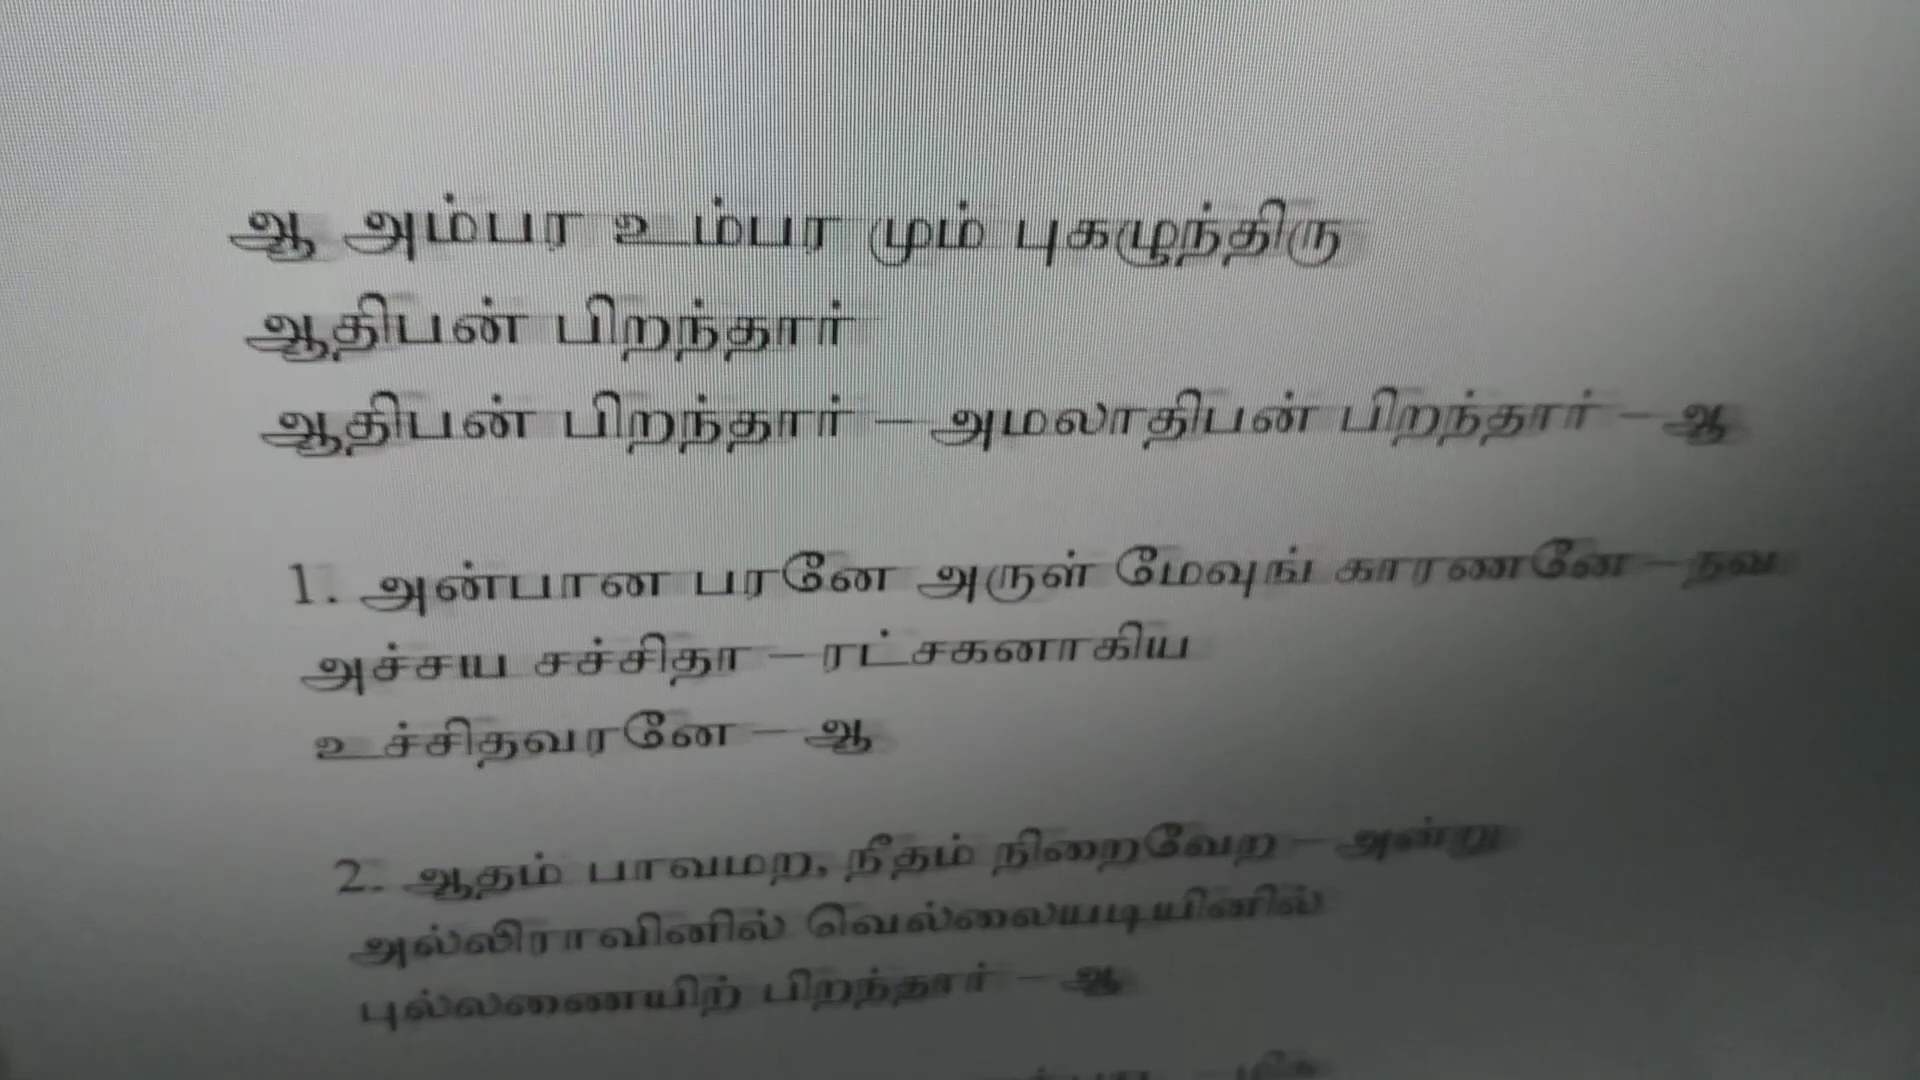 ஆ அம்பர உம்பர மும் புகழுந்திரு
ஆதிபன் பிறந்தார்
ஆதிபன் பிறந்தார் – அமலாதிபன் பிறந்தார் – ஆ
1. அன்பான பரனே அருள் மேவுங் காரணனே – நவ
அச்சய சச்சிதா – ரட்சகனாகிய
உச்சிதவரனே – ஆ
2. ஆதம் பாவமற, நீதம் நிறைவேற – அன்று
அல்லிராவினில் வெல்லையடியினில்
புல்லணையிற் பிறந்தார் – ஆ